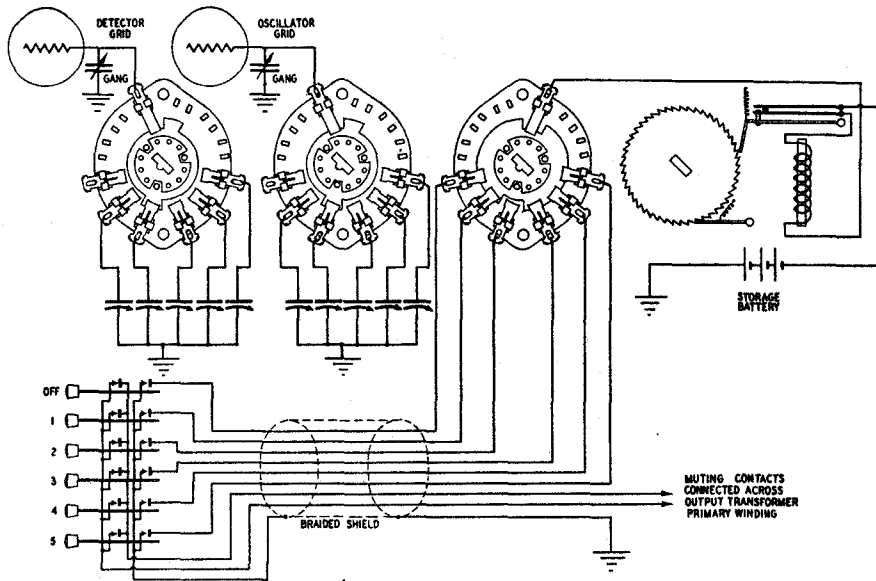 DETECTOR
GRID
GANG
OSCILLATOR
GRID
GANG
STORAGE
BATTERY
OFF
1
2
3
4
5
BRAIDED SHIELD
MUTING CONTACTS
CONNECTED ACROSS
OUTPUT TRANSFORMER
PRIMARY WINDING